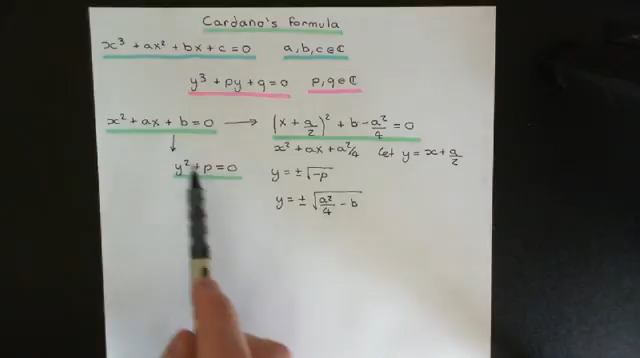 Cardano's Formula
x³ + ax² + bx + c = 0    a, b, c ∈ ℂ
y³ + py + q = 0    p, q ∈ ℂ
x² + ax + b = 0 → (x + a/2)² + b - a²/4 = 0
x² + ax + a²/4    Let y = x + a/2
↓
y² + p = 0    y = ± √-p
y = ± √(a²/4 - b)